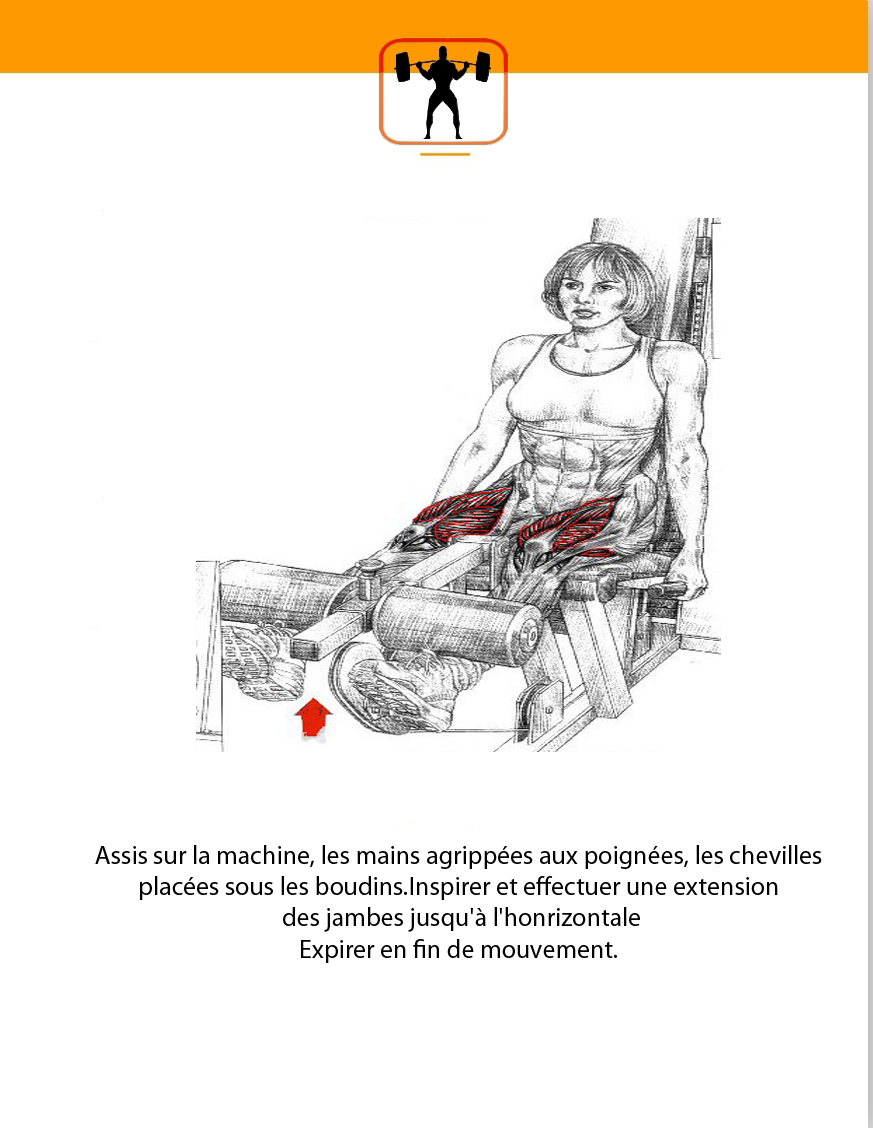 Assis sur la machine, les mains agrippées aux poignées, les chevilles
placées sous les boudins.Inspirer et effectuer une extension
des jambes jusqu'à l'honrizontale
Expirer en fin de mouvement.